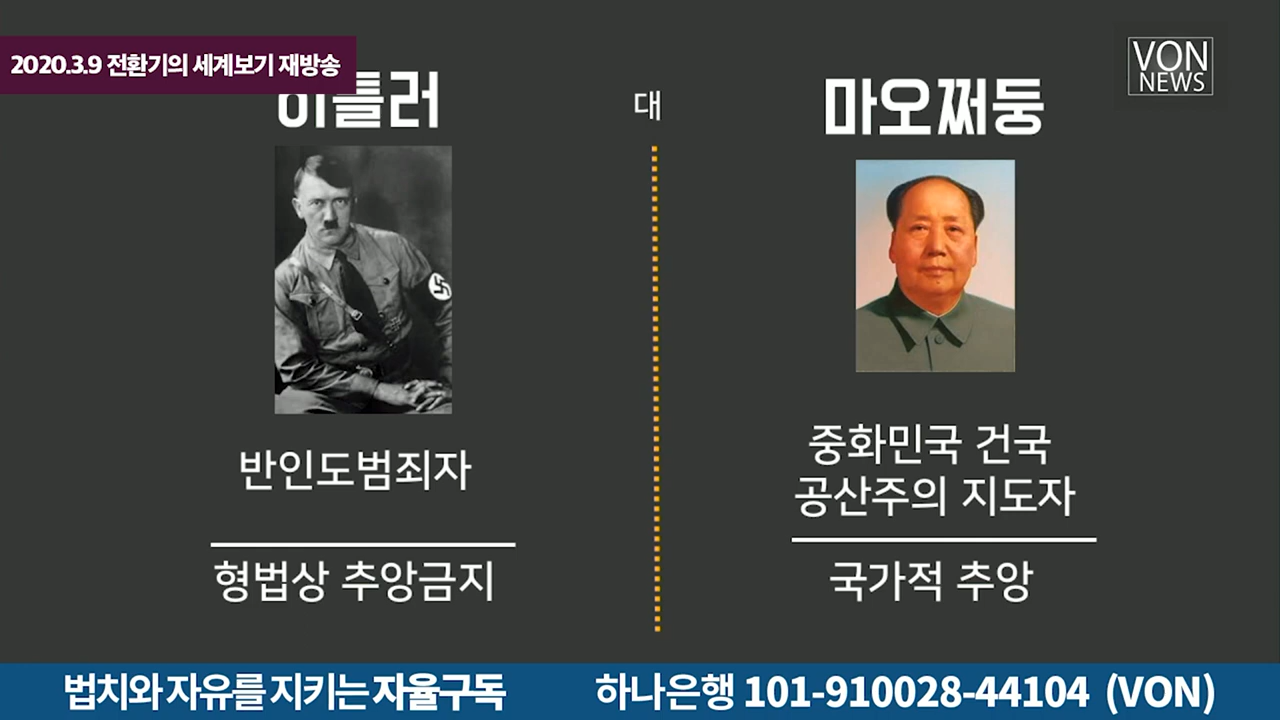 2020.3.9 전환기의 세계보기 재방송
VON
NEWS
히틀러
대
마오쩌둥
반인도범죄자
형법상 추앙금지
중화민국 건국
공산주의 지도자
국가적 추앙
법치와 자유를 지키는 자율구독
하나은행 101-910028-44104 (VON)